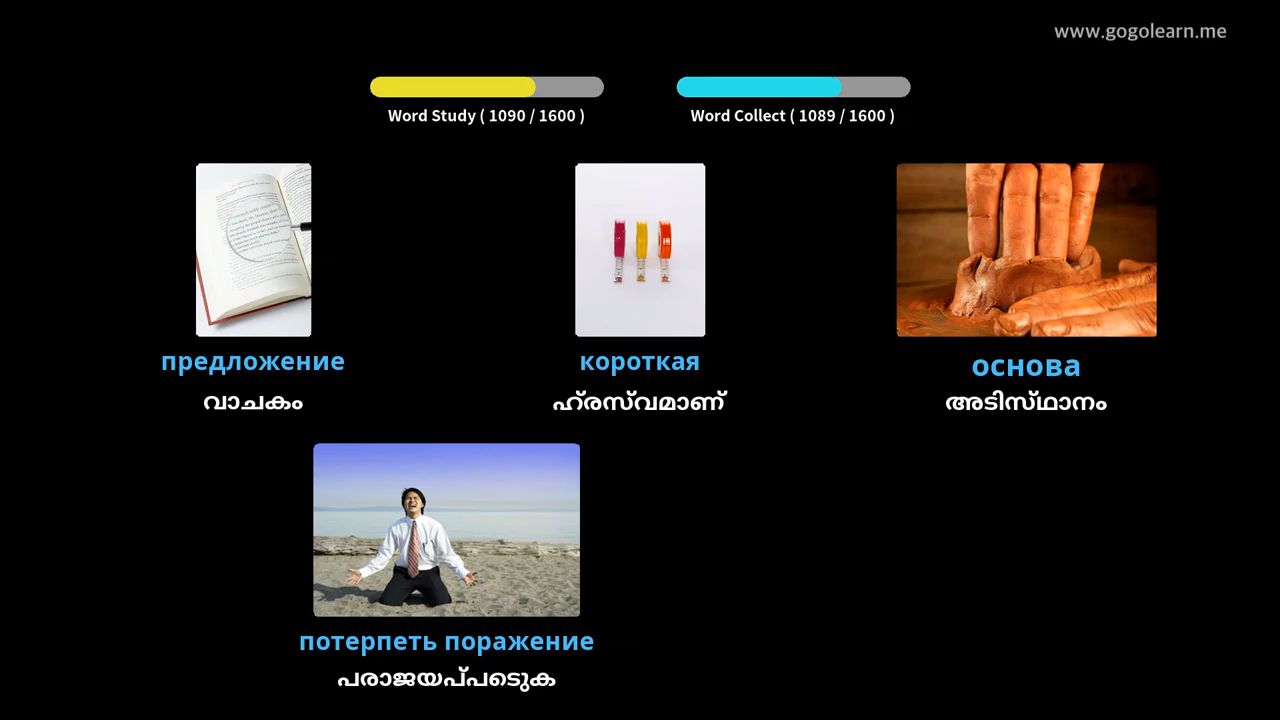 www.gogolearn.me
Word Study ( 1090 / 1600 )
Word Collect ( 1089 / 1600 )
предложение
короткая
основа
വാചകം
ഹ്രസ്വമാണ്
അടിസ്ഥാനം
потерпеть поражение
പരാജയപ്പെടുക